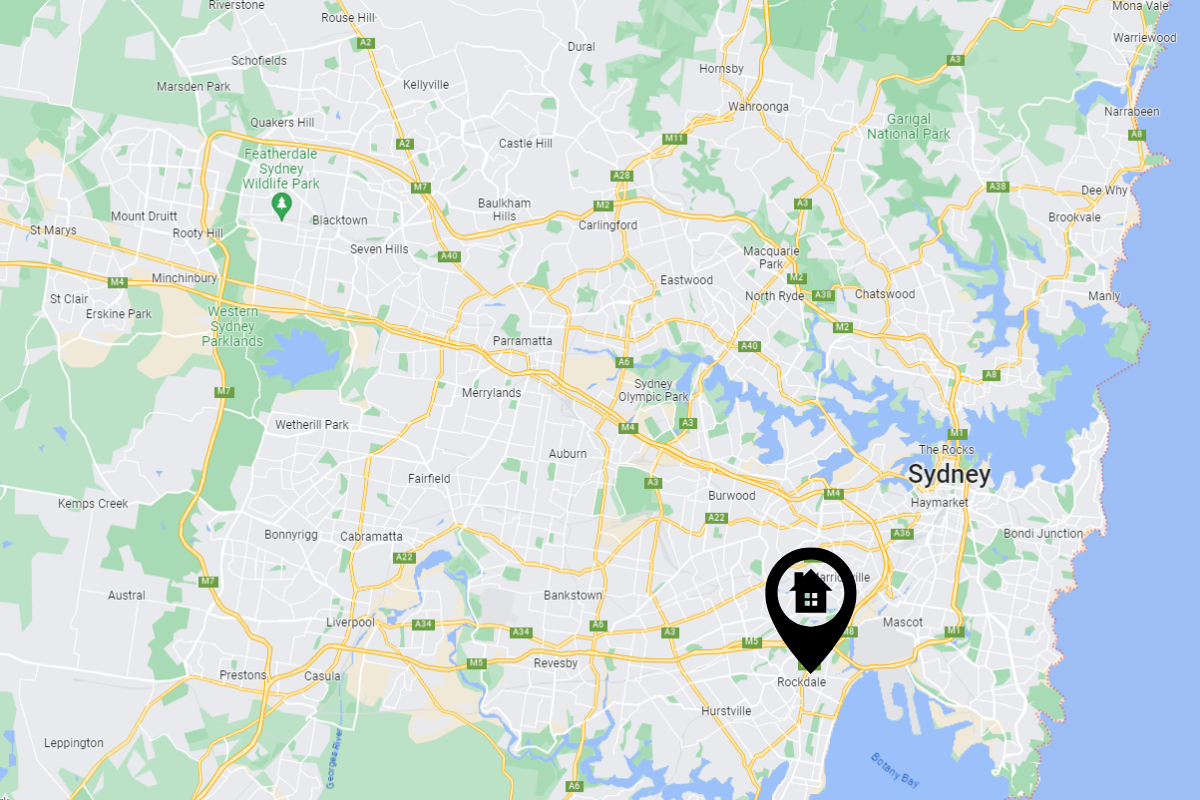 Riverstone
Rouse Hill
Mona Vale
A2
Dural
Warriewood
Schofields
A3
Hornsby
Marsden Park
Kellyville
Wahroonga
Narrabeen
Quakers Hill
Garigal
National Park
A8
M11
A2
Castle Hill
Featherdale
Sydney
Wildlife Park
A28
M7
A38
Dee Why
M2
A3
Baulkham
Hills
Mount Druitt
Blacktown
Brookvale
Carlingford
St Marys
Rooty Hill
Seven Hills
A40
Macquarie
Park
M4
Minchinbury
Eastwood
M2
St Clair
North Ryde
A38
Chatswood
Manly
Erskine Park
Western
Sydney
Parklands
M2
Parramatta
A40
A6
A8
M7
Merrylands
Sydney
Olympic Park
Wetherill Park
M4
A3
M1
The Rocks
Auburn
Sydney
Fairfield
A3
Kemps Creek
Burwood
M4
Haymarket
A22
Bonnyrigg
Cabramatta
A36
Bondi Junction
A22
M7
Austral
Bankstown
Liverpool
A34
A34
A6
A3
M5
M8
Mascot
M1
M5
Revesby
Prestons
Casula
Rockdale
Hurstville
Leppington
Georges River
Botany Bay
A6